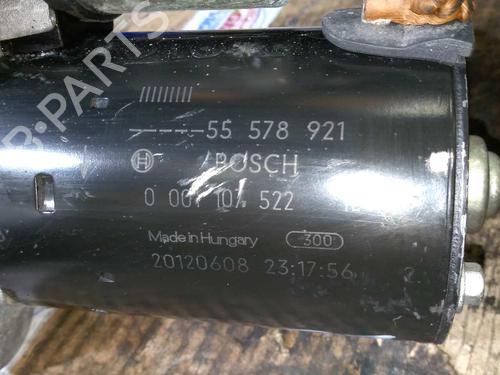 -----55 578 921
BOSCH
0 001 107 522
Made in Hungary 300
20120608 23:17:56
B-PARTS